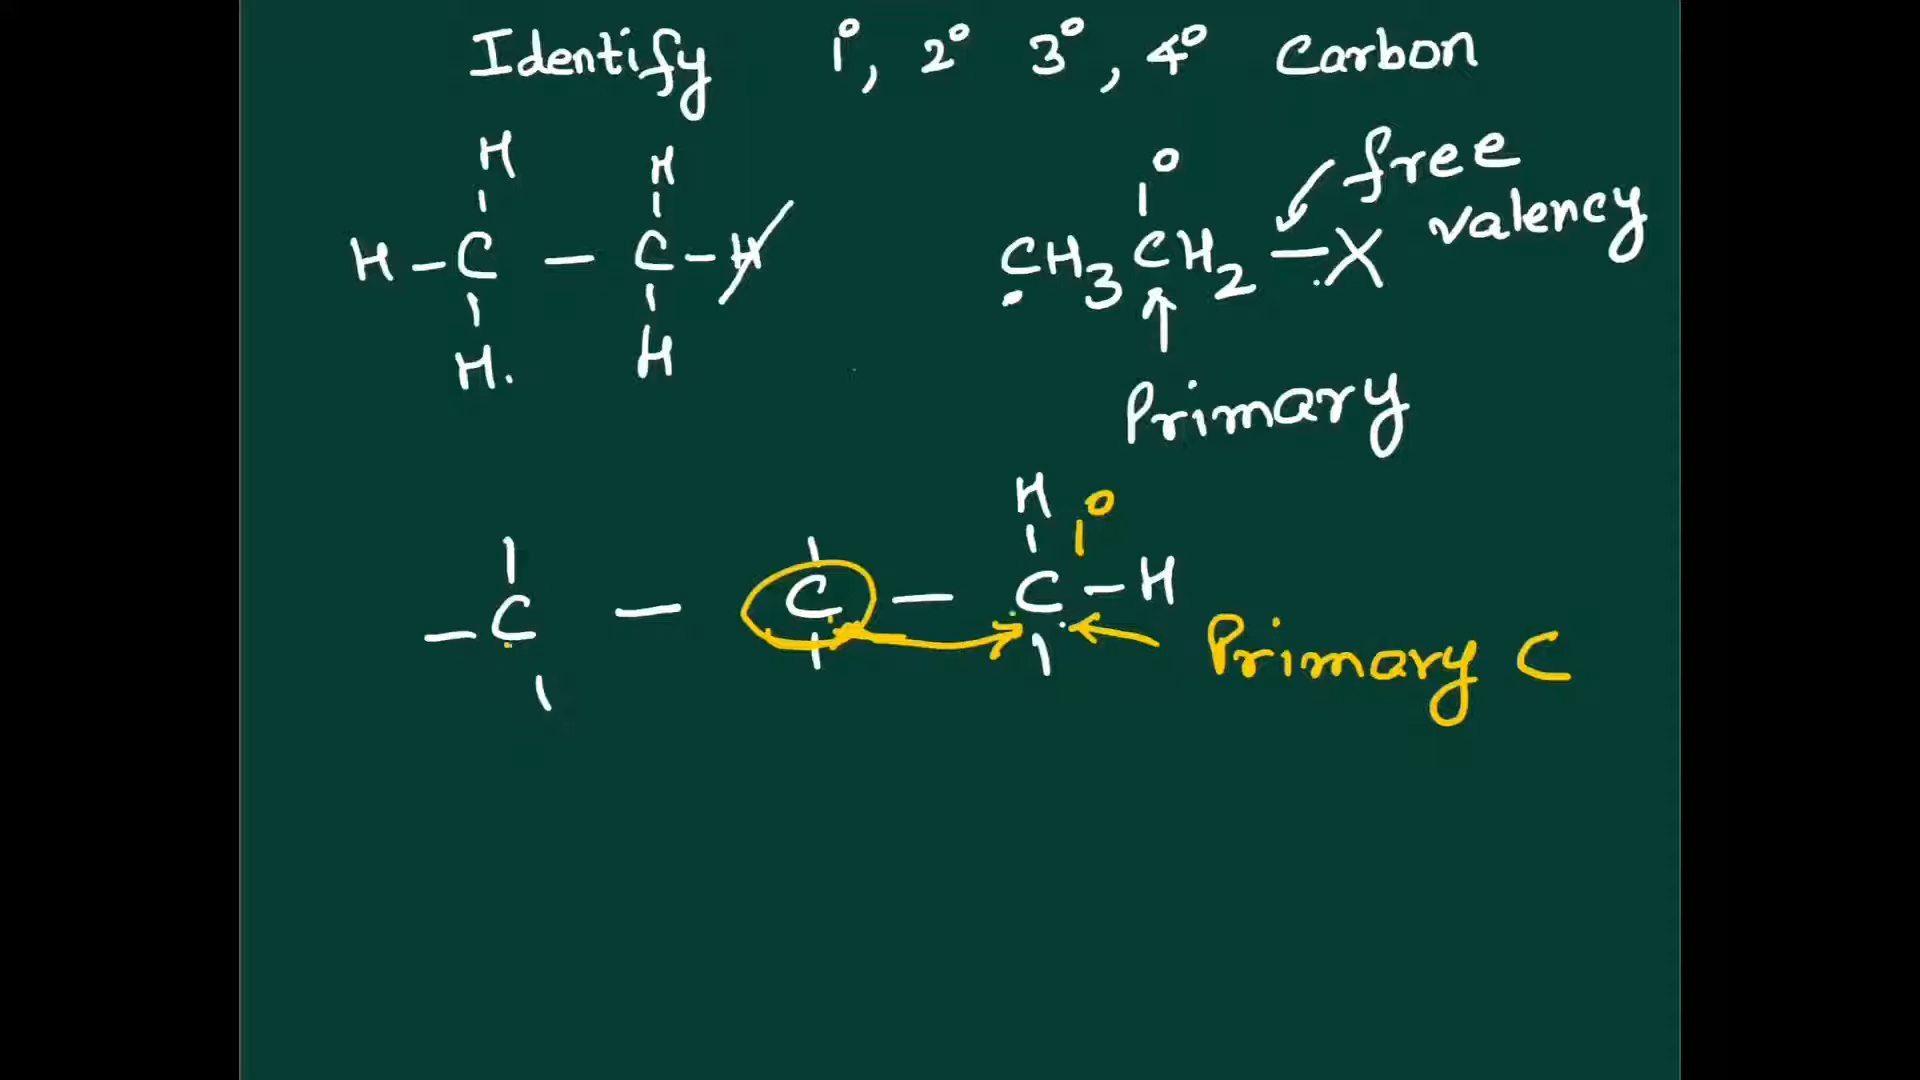 Identify 1°, 2° 3°, 4° Carbon
H H 1° free
valency
H-C - C-H CH3CH2-X
H. H
Primary
H 1°
-C - C - C-H
Primary C